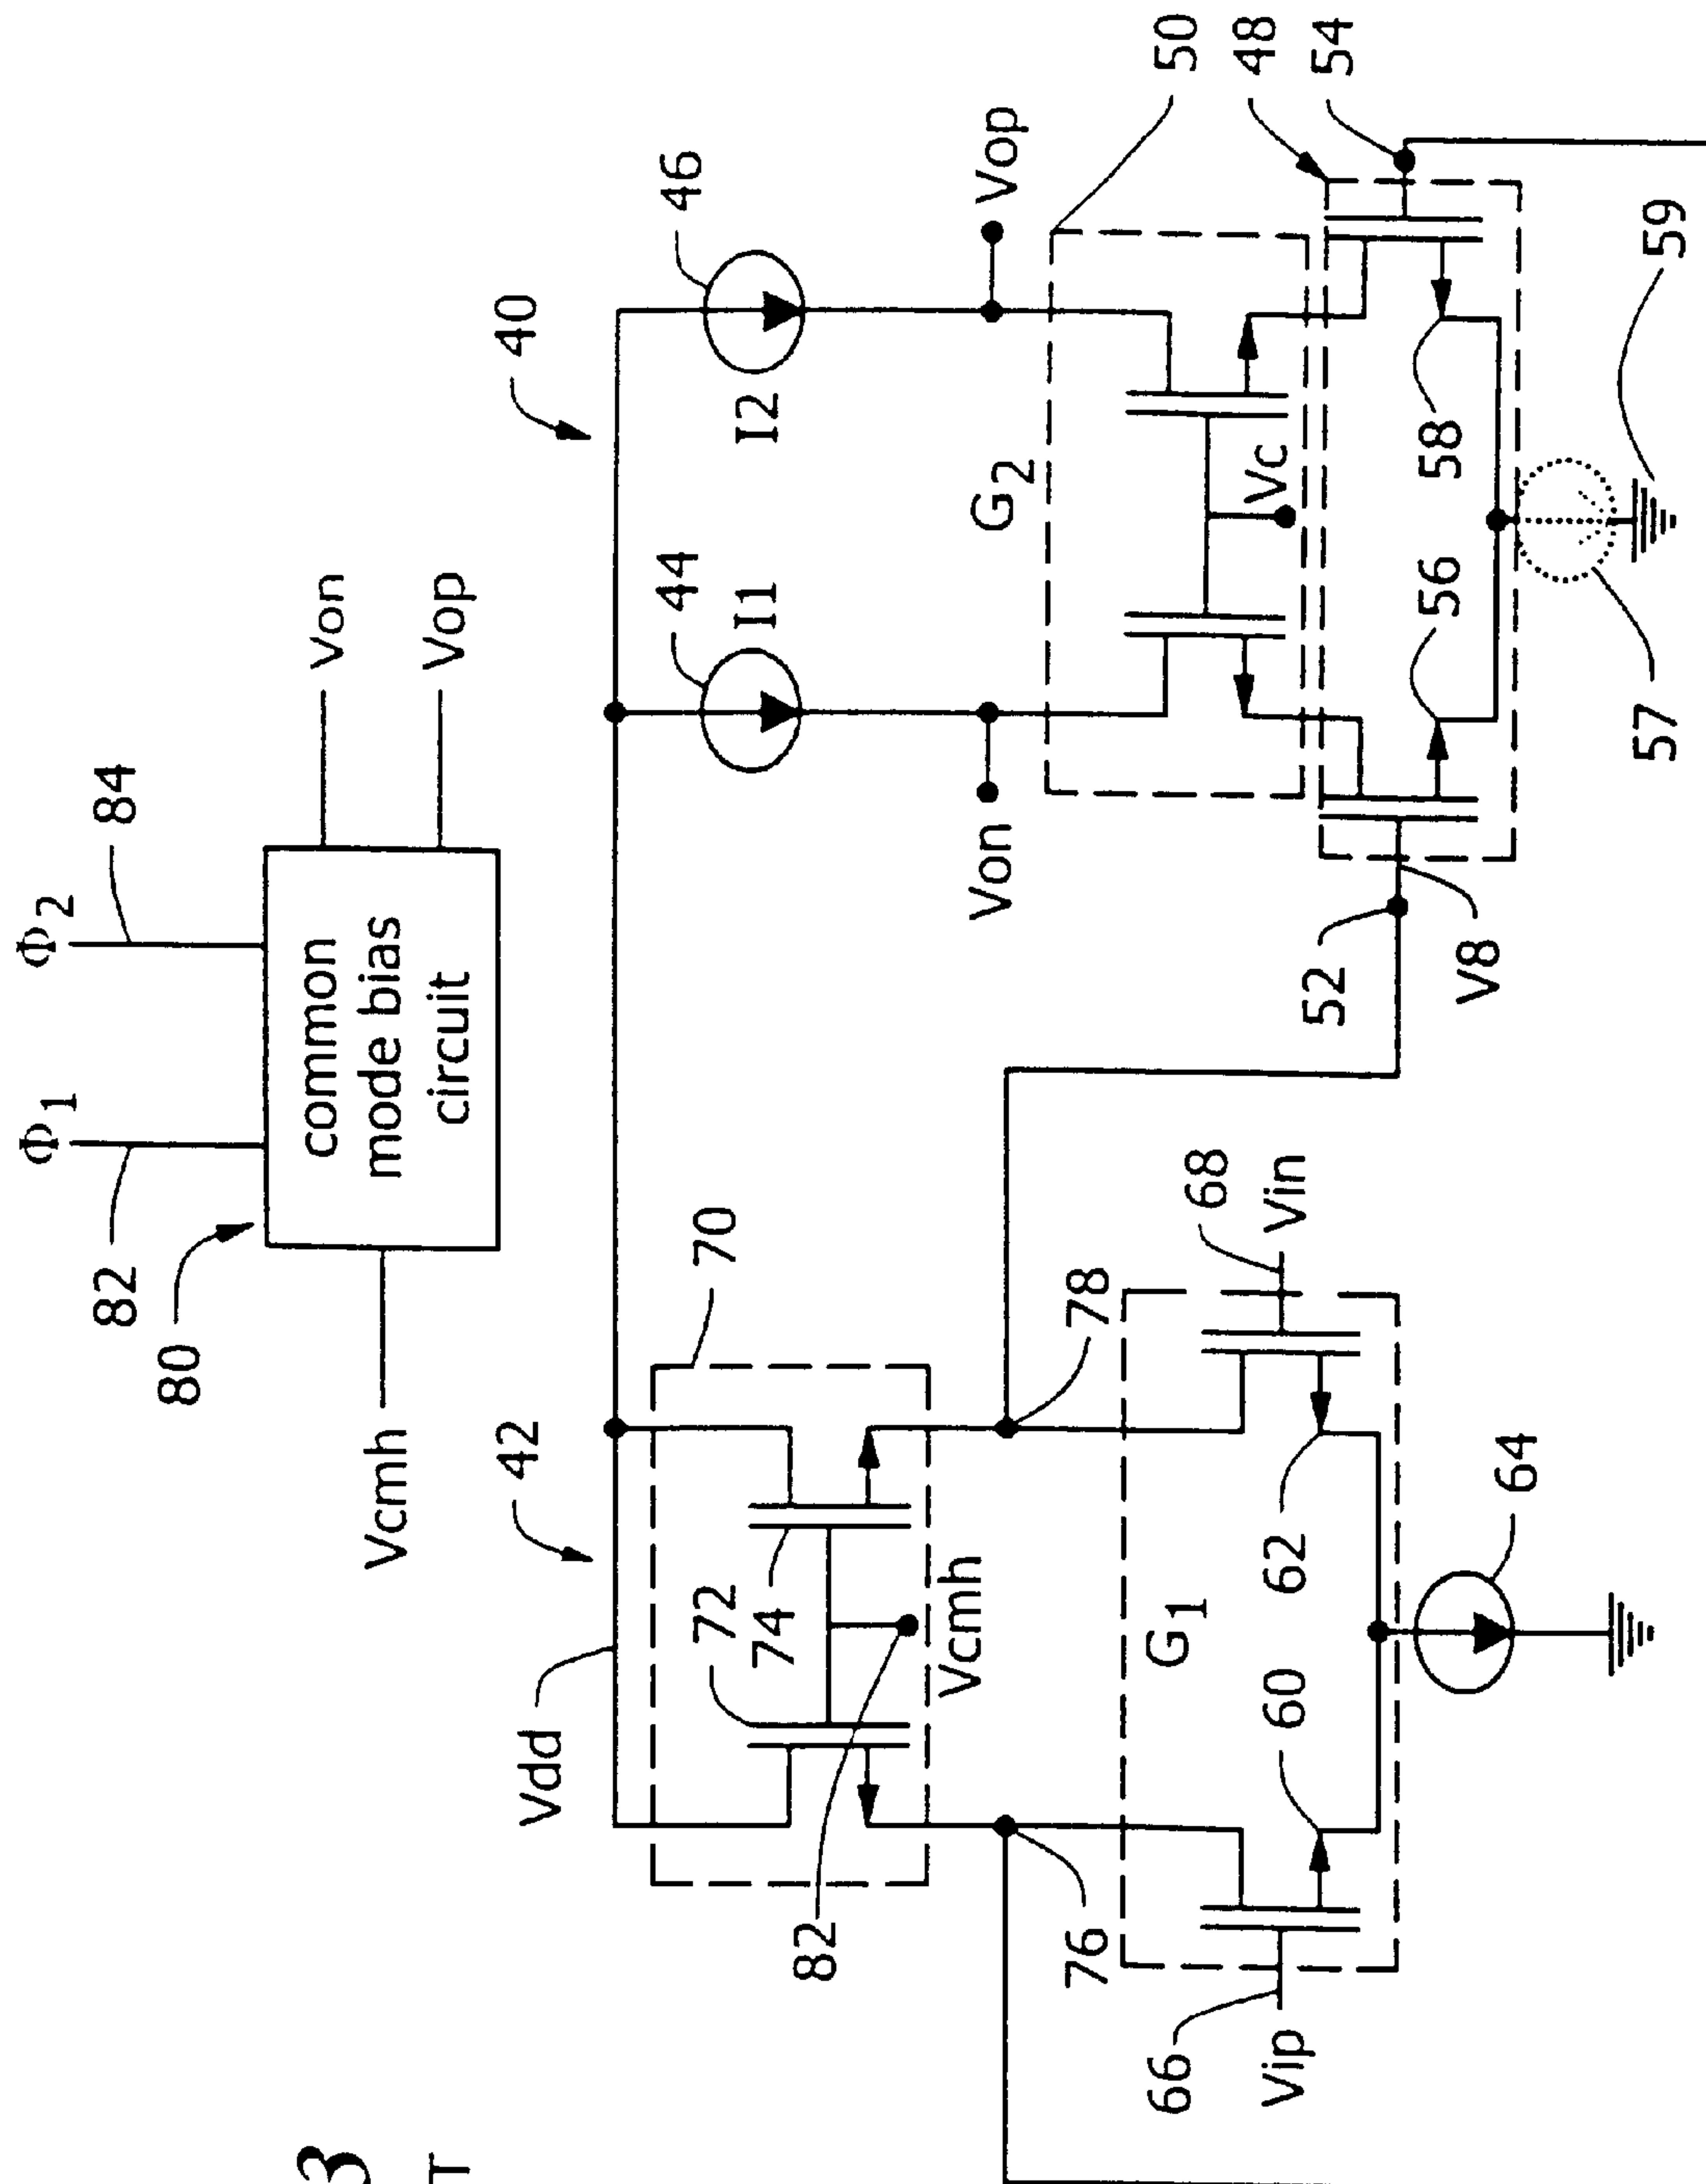 3
T
Φ1
Φ2
82
84
80
common
mode bias
circuit
Vcmh
Von
Vop
42
40
Vdd
70
72
74
82
Vcmh
44
I1
46
I2
Von
Vop
G2
50
48
54
Vc
76
78
52
V8
G1
66
Vip
60
62
68
Vin
64
56
58
57
59